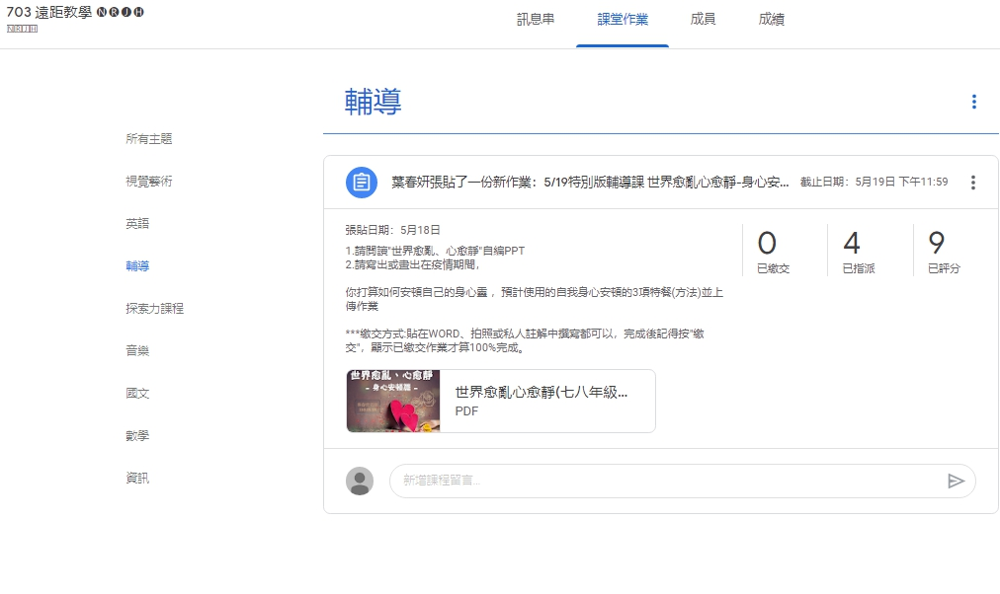 703 遠距教學 🅝🅡🅙🅗
🄽🅁🄹🄷
訊息串
課堂作業
成員
成績
所有主題
視覺藝術
英語
輔導
探索力課程
音樂
國文
數學
資訊
輔導
葉春妍張貼了一份新作業：5/19特別版輔導課 世界愈亂心愈靜-身心安...
截止日期：5月19日 下午11:59
張貼日期：5月18日
1.請閱讀"世界愈亂、心愈靜"自編PPT
2.請寫出或畫出在疫情期間，
你打算如何安頓自己的身心靈 ，預計使用的自我身心安頓的3項特餐(方法)並上
傳作業
***繳交方式:貼在WORD、拍照或私人註解中撰寫都可以，完成後記得按"繳
交"，顯示已繳交作業才算100%完成。
0
已繳交
4
已指派
9
已評分
世界愈亂、心愈靜
- 身心安頓篇 -
世界愈亂心愈靜(七八年級...
PDF
新增課程留言...